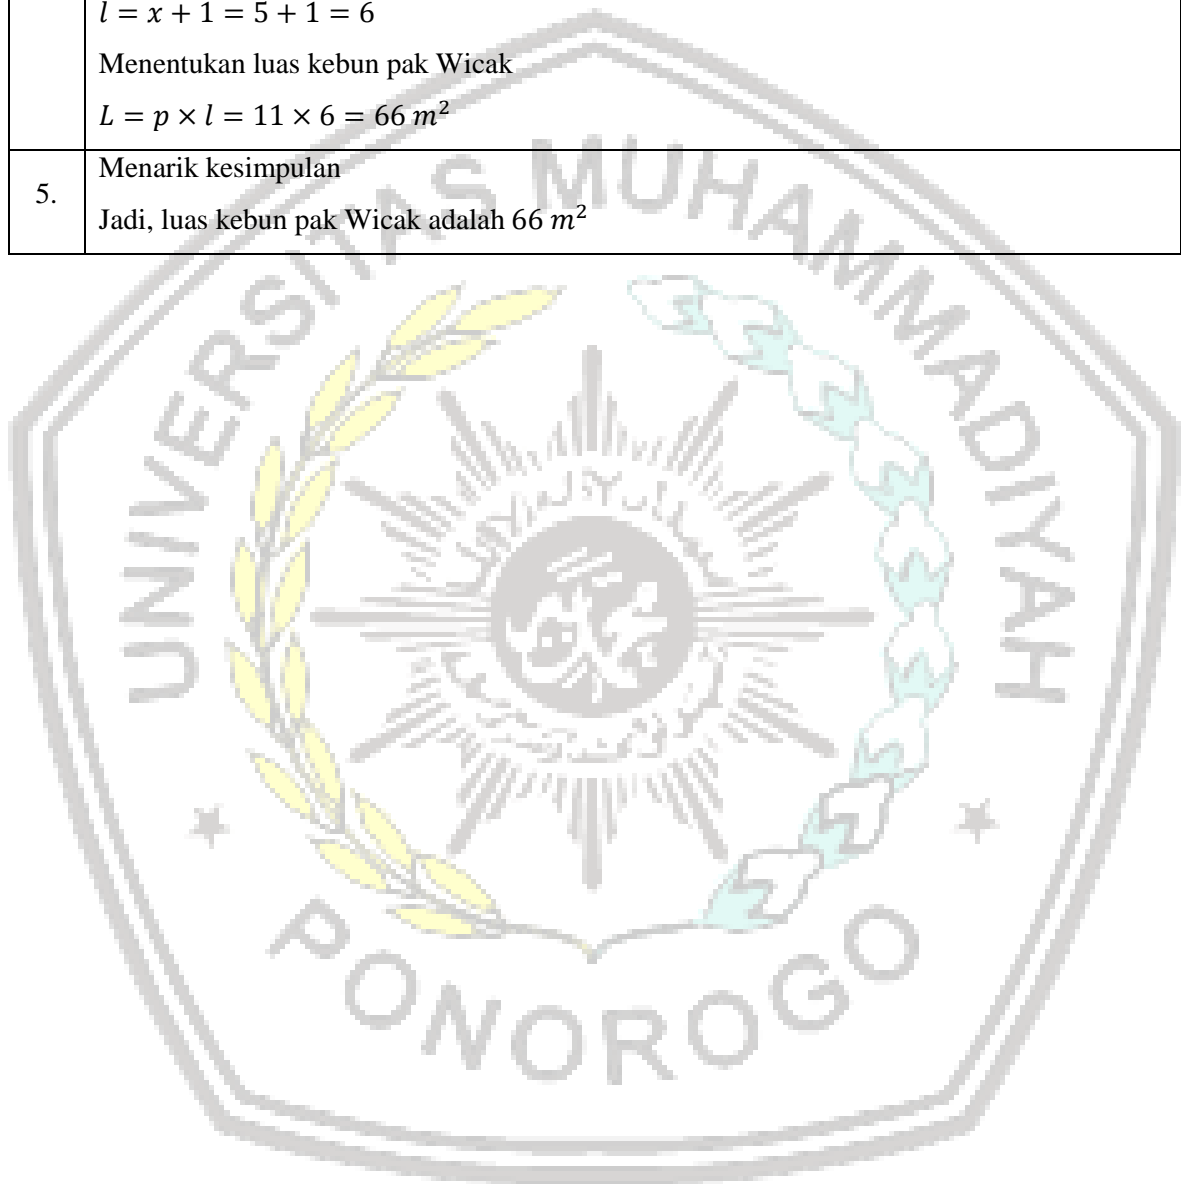 l = x + 1 = 5 + 1 = 6
Menentukan luas kebun pak Wicak
L = p × l = 11 × 6 = 66 m²
5.
Menarik kesimpulan
Jadi, luas kebun pak Wicak adalah 66 m²
UNIVERSITAS MUHAMMADIYAH
PONOROGO